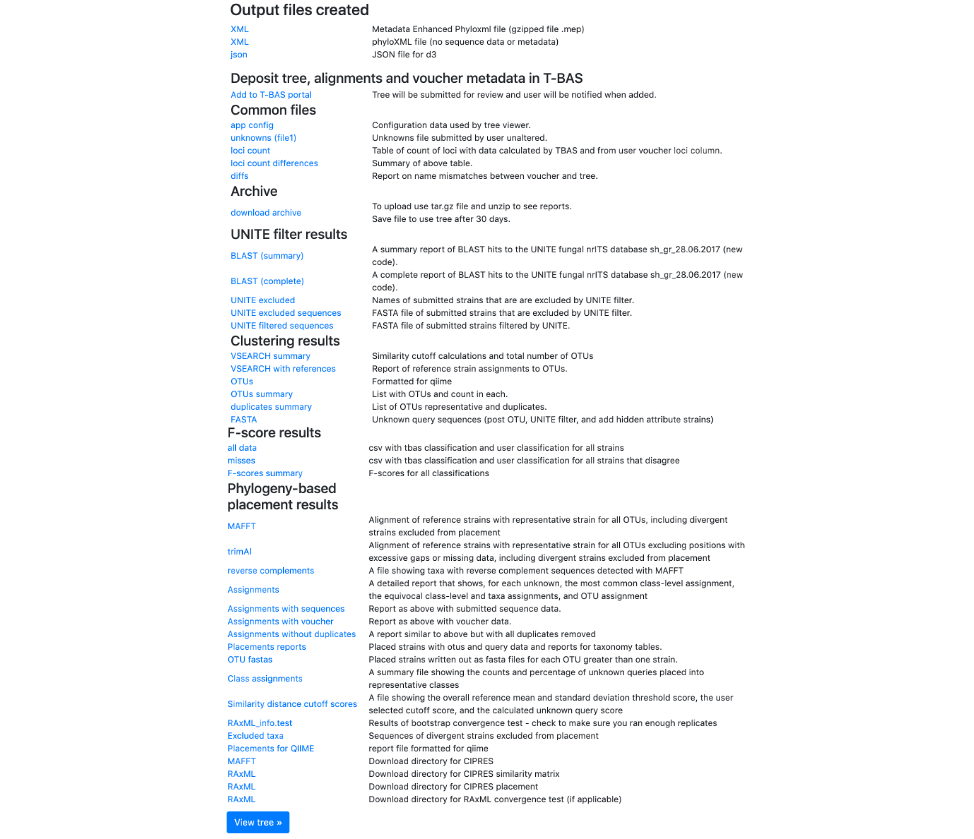 Output files created
XML Metadata Enhanced Phyloxml file (gzipped file .mep)
XML phyloXML file (no sequence data or metadata)
json JSON file for d3
Deposit tree, alignments and voucher metadata in T-BAS
Add to T-BAS portal Tree will be submitted for review and user will be notified when added.
Common files
app config Configuration data used by tree viewer.
unknowns (file1) Unknowns file submitted by user unaltered.
loci count Table of count of loci with data calculated by TBAS and from user voucher loci column.
loci count differences Summary of above table.
diffs Report on name mismatches between voucher and tree.
Archive
download archive To upload use tar.gz file and unzip to see reports.
Save file to use tree after 30 days.
UNITE filter results
BLAST (summary) A summary report of BLAST hits to the UNITE fungal nrITS database sh_gr_28.06.2017 (new
code).
BLAST (complete) A complete report of BLAST hits to the UNITE fungal nrITS database sh_gr_28.06.2017 (new
code).
UNITE excluded Names of submitted strains that are are excluded by UNITE filter.
UNITE excluded sequences FASTA file of submitted strains that are excluded by UNITE filter.
UNITE filtered sequences FASTA file of submitted strains filtered by UNITE.
Clustering results
VSEARCH summary Similarity cutoff calculations and total number of OTUs
VSEARCH with references Report of reference strain assignments to OTUs.
OTUs Formatted for qiime
OTUs summary List with OTUs and count in each.
duplicates summary List of OTUs representative and duplicates.
FASTA Unknown query sequences (post OTU, UNITE filter, and add hidden attribute strains)
F-score results
all data csv with tbas classification and user classification for all strains
misses csv with tbas classification and user classification for all strains that disagree
F-scores summary F-scores for all classifications
Phylogeny-based
placement results
MAFFT Alignment of reference strains with representative strain for all OTUs, including divergent
strains excluded from placement
trimAl Alignment of reference strains with representative strain for all OTUs excluding positions with
excessive gaps or missing data, including divergent strains excluded from placement
reverse complements A file showing taxa with reverse complement sequences detected with MAFFT
Assignments A detailed report that shows, for each unknown, the most common class-level assignment,
the equivocal class-level and taxa assignments, and OTU assignment
Assignments with sequences Report as above with submitted sequence data.
Assignments with voucher Report as above with voucher data.
Assignments without duplicates A report similar to above but with all duplicates removed
Placements reports Placed strains with otus and query data and reports for taxonomy tables.
OTU fastas Placed strains written out as fasta files for each OTU greater than one strain.
Class assignments A summary file showing the counts and percentage of unknown queries placed into
representative classes
Similarity distance cutoff scores A file showing the overall reference mean and standard deviation threshold score, the user
selected cutoff score, and the calculated unknown query score
RAxML_info.test Results of bootstrap convergence test - check to make sure you ran enough replicates
Excluded taxa Sequences of divergent strains excluded from placement
Placements for QIIME report file formatted for qiime
MAFFT Download directory for CIPRES
RAxML Download directory for CIPRES similarity matrix
RAxML Download directory for CIPRES placement
RAxML Download directory for RAxML convergence test (if applicable)
View tree »